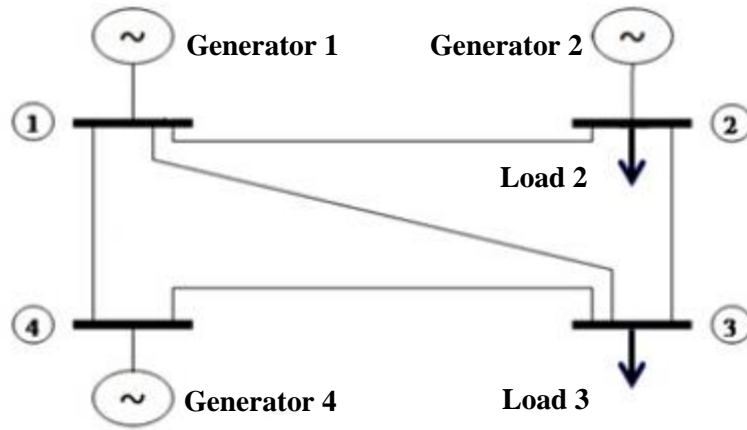 ~ Generator 1 Generator 2 ~
1 2
Load 2
4 3
~ Generator 4 Load 3